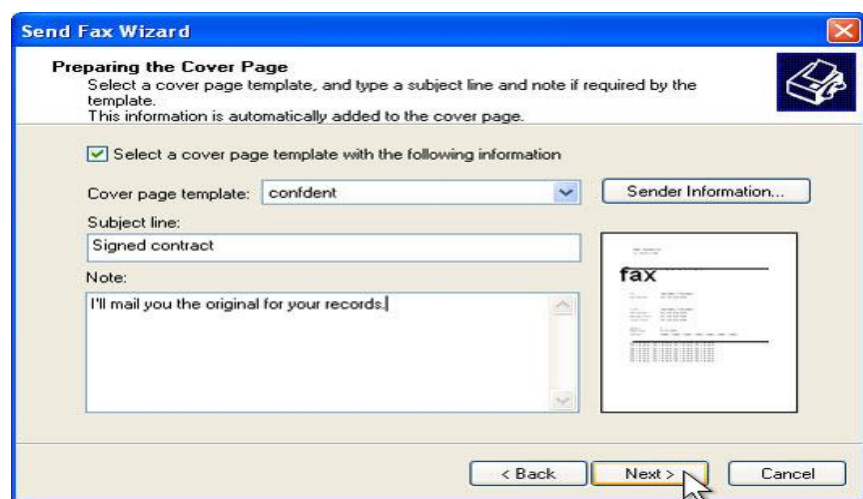 Send Fax Wizard
Preparing the Cover Page
Select a cover page template, and type a subject line and note if required by the
template.
This information is automatically added to the cover page.
Select a cover page template with the following information
Cover page template: confdent Sender Information...
Subject line:
Signed contract
Note:
I'll mail you the original for your records.
fax
< Back Next > Cancel